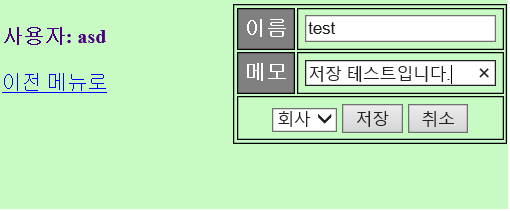 사용자: asd
이전 메뉴로
이름 test
메모 저장 테스트입니다.
회사 저장 취소